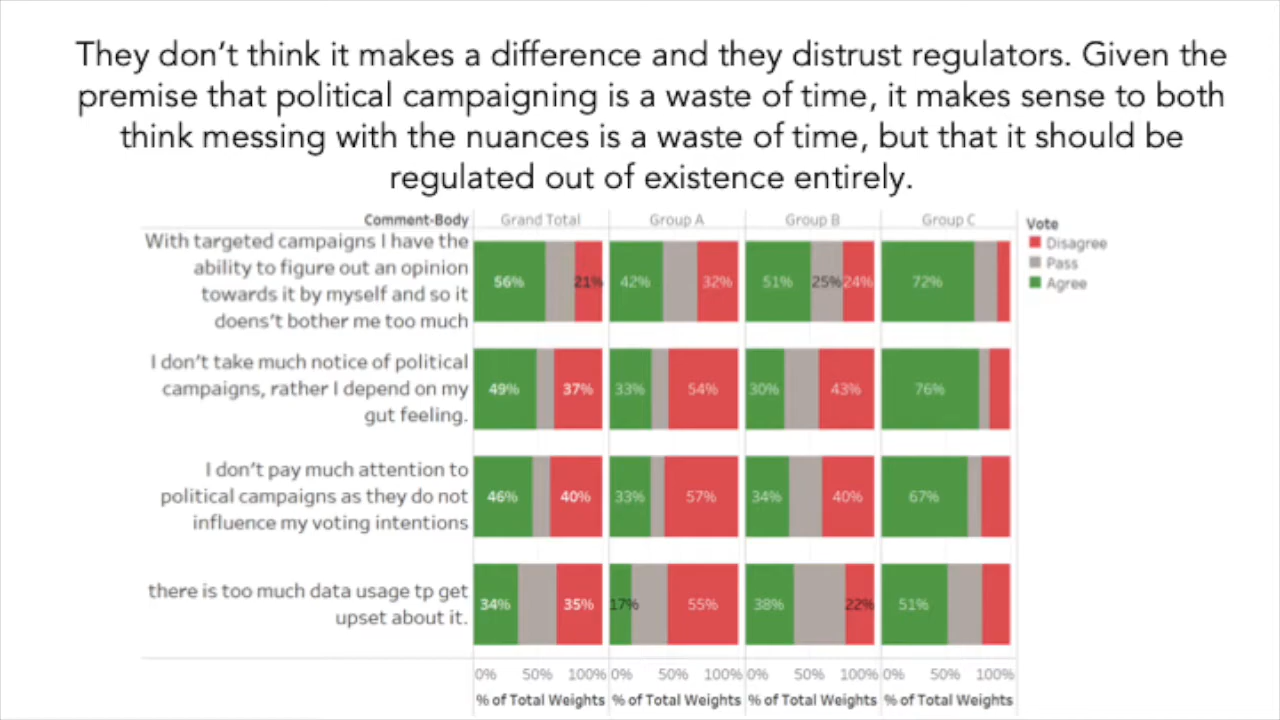 They don't think it makes a difference and they distrust regulators. Given the
premise that political campaigning is a waste of time, it makes sense to both
think messing with the nuances is a waste of time, but that it should be
regulated out of existence entirely.
Comment-Body Grand Total Group A Group B Group C
Vote
Disagree
Pass
Agree
With targeted campaigns I have the
ability to figure out an opinion
towards it by myself and so it
doens't bother me too much
56% 21% 42% 32% 51% 25% 24% 72%
I don't take much notice of political
campaigns, rather I depend on my
gut feeling.
49% 37% 33% 54% 30% 43% 76%
I don't pay much attention to
political campaigns as they do not
influence my voting intentions
46% 40% 33% 57% 34% 40% 67%
there is too much data usage tp get
upset about it.
34% 35% 17% 55% 38% 22% 51%
0% 50% 100% 0% 50% 100% 0% 50% 100% 0% 50% 100%
% of Total Weights % of Total Weights % of Total Weights % of Total Weights